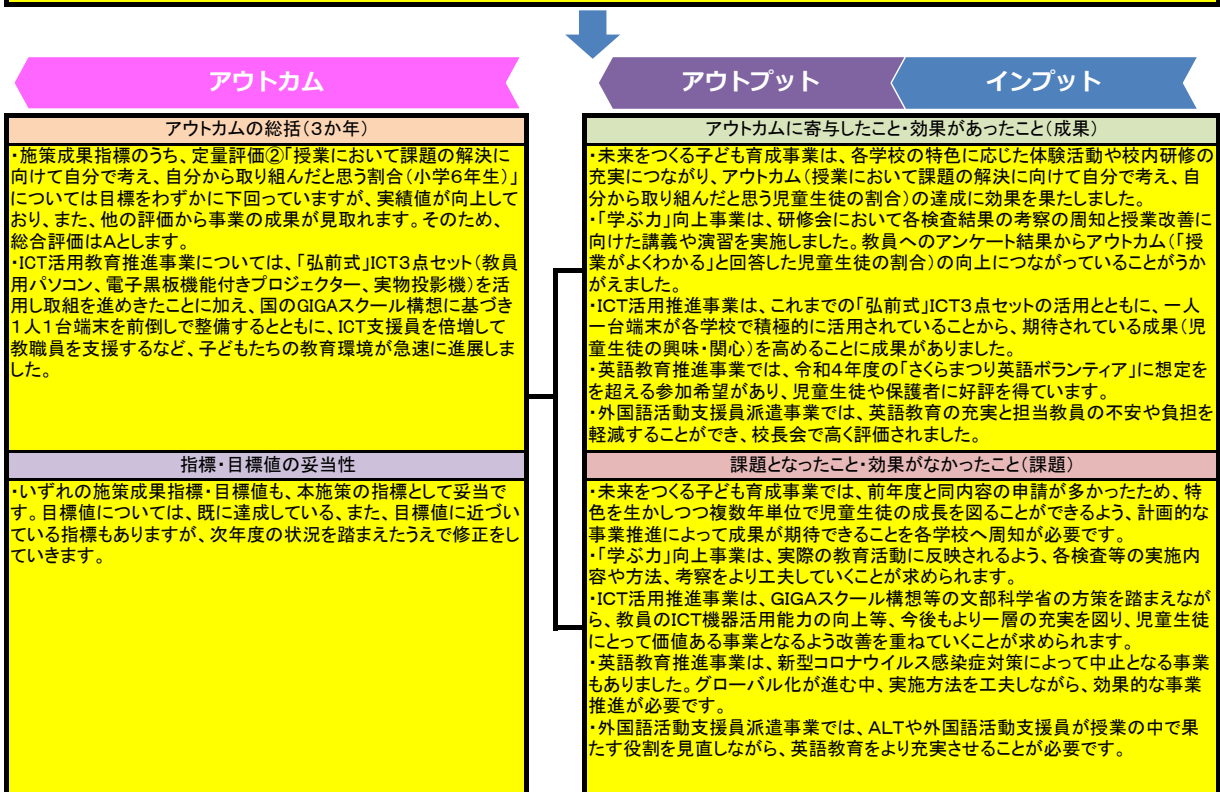 アウトカム
アウトカムの総括(3か年)
・施策成果指標のうち、定量評価②「授業において課題の解決に
向けて自分で考え、自分から取り組んだと思う割合(小学6年生)」
については目標をわずかに下回っていますが、実績値が向上して
おり、また、他の評価から事業の成果が見取れます。そのため、
総合評価はAとします。
・ICT活用教育推進事業については、「弘前式」ICT3点セット(教員
用パソコン、電子黒板機能付きプロジェクター、実物投影機)を活
用し取組を進めきたことに加え、国のGIGAスクール構想に基づき
1人1台端末を前倒しで整備するとともに、ICT支援員を倍増して
教職員を支援するなど、子どもたちの教育環境が急速に進展しま
した。
指標・目標値の妥当性
・いずれの施策成果指標・目標値も、本施策の指標として妥当で
す。目標値については、既に達成している、また、目標値に近づい
ている指標もありますが、次年度の状況を踏まえたうえで修正をし
ていきます。
アウトプット
インプット
アウトカムに寄与したこと・効果があったこと(成果)
・未来をつくる子ども育成事業は、各学校の特色に応じた体験活動や校内研修の
充実につながり、アウトカム(授業において課題の解決に向けて自分で考え、自
分から取り組んだと思う児童生徒の割合)の達成に効果を果たしました。
・「学ぶ力」向上事業は、研修会において各検査結果の考察の周知と授業改善に
向けた講義や演習を実施しました。教員へのアンケート結果からアウトカム(「授
業がよくわかる」と回答した児童生徒の割合)の向上につながっていることがうか
がえました。
・ICT活用推進事業は、これまでの「弘前式」ICT3点セットの活用とともに、一人
一台端末が各学校で積極的に活用されていることから、期待されている成果(児
童生徒の興味・関心)を高めることに成果がありました。
・英語教育推進事業では、令和4年度の「さくらまつり英語ボランティア」に想定を
を超える参加希望があり、児童生徒や保護者に好評を得ています。
・外国語活動支援員派遣事業では、英語教育の充実と担当教員の不安や負担を
軽減することができ、校長会で高く評価されました。
課題となったこと・効果がなかったこと(課題)
・未来をつくる子ども育成事業では、前年度と同内容の申請が多かったため、特
色を生かしつつ複数年単位で児童生徒の成長を図ることができるよう、計画的な
事業推進によって成果が期待できることを各学校へ周知が必要です。
・「学ぶ力」向上事業は、実際の教育活動に反映されるよう、各検査等の実施内
容や方法、考察をより工夫していくことが求められます。
・ICT活用推進事業は、GIGAスクール構想等の文部科学省の方策を踏まえなが
ら、教員のICT機器活用能力の向上等、今後もより一層の充実を図り、児童生徒
にとって価値ある事業となるよう改善を重ねていくことが求められます。
・英語教育推進事業は、新型コロナウイルス感染症対策によって中止となる事業
もありました。グローバル化が進む中、実施方法を工夫しながら、効果的な事業
推進が必要です。
・外国語活動支援員派遣事業では、ALTや外国語活動支援員が授業の中で果
たす役割を見直しながら、英語教育をより充実させることが必要です。